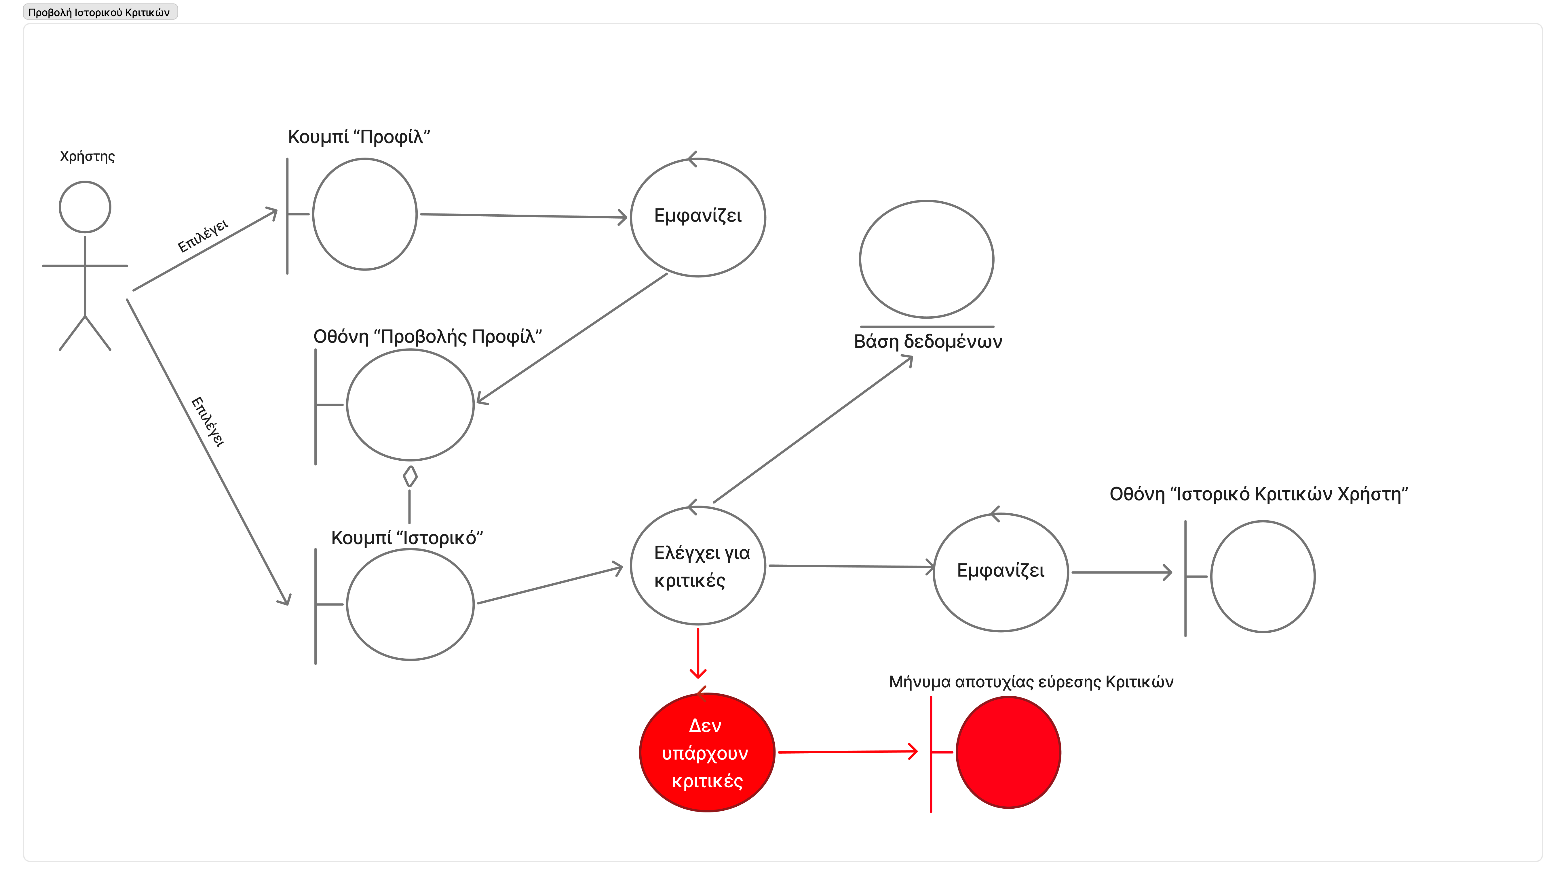 Προβολή Ιστορικού Κριτικών
Κουμπί “Προφίλ”
Χρήστης
Επιλέγει
Εμφανίζει
Οθόνη “Προβολής Προφίλ”
Βάση δεδομένων
Επιλέγει
Κουμπί “Ιστορικό”
Ελέγχει για
κριτικές
Εμφανίζει
Οθόνη “Ιστορικό Κριτικών Χρήστη”
Δεν
υπάρχουν
κριτικές
Μήνυμα αποτυχίας εύρεσης Κριτικών